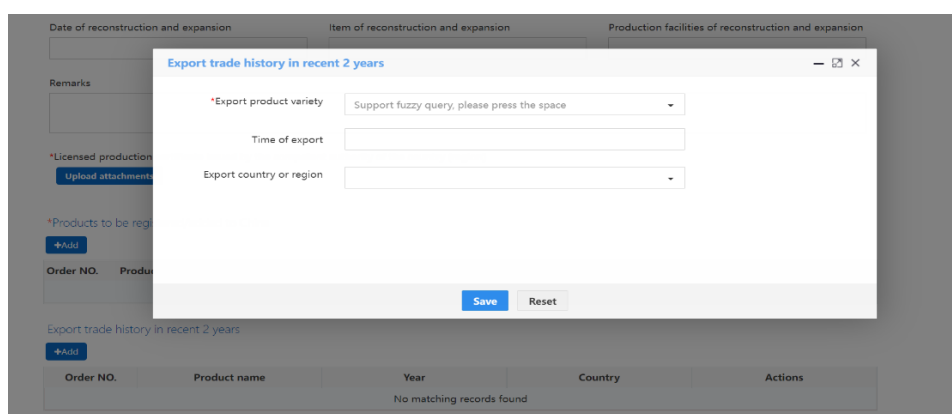 Date of reconstruction and expansion Item of reconstruction and expansion Production facilities of reconstruction and expansion
Export trade history in recent 2 years
Remarks
*Export product variety Support fuzzy query, please press the space
Time of export
*Licensed production
Upload attachments Export country or region
*Products to be regi
+Add
Order NO. Produ
Save Reset
Export trade history in recent 2 years
+Add
Order NO. Product name Year Country Actions
No matching records found